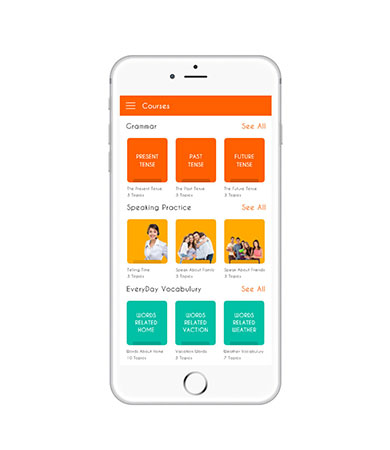 Courses
Grammar See All
PRESENT TENSE PAST TENSE FUTURE TENSE
The Present Tense The Past Tense The Future Tense
3 Topics 3 Topics 3 Topics
Speaking Practice See All
Telling Time Speak About Family Speak About Friends
3 Topics 3 Topics 3 Topics
EveryDay Vocabulury See All
WORDS RELATED HOME WORDS RELATED VACTION WORDS RELATED WEATHER
Words About Home Vacation Words Weather Vocabulary
10 Topics 2 Topics 7 Topics